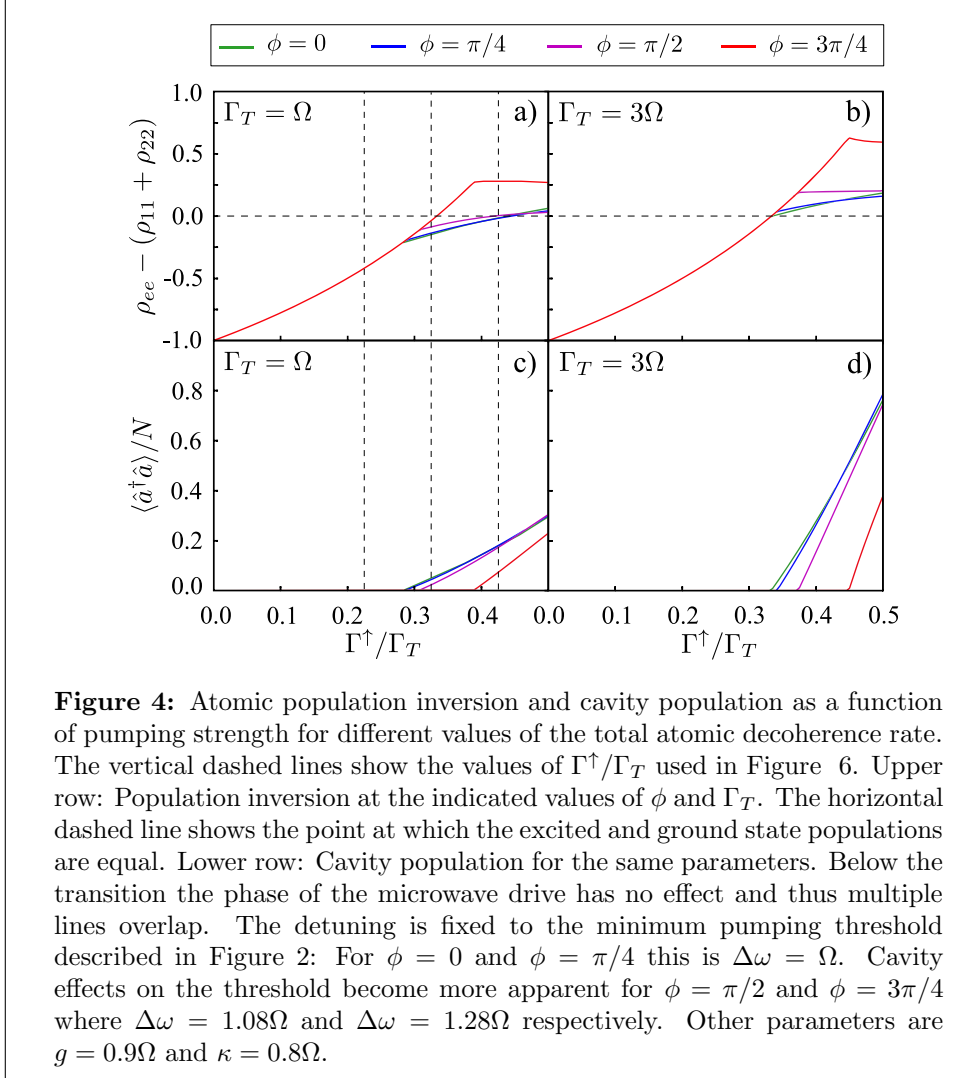 ϕ = 0 ϕ = π/4 ϕ = π/2 ϕ = 3π/4
1.0 Γ_T = Ω a) Γ_T = 3Ω b)
0.5
0.0
-0.5
-1.0
ρ_ee − (ρ_11 + ρ_22)
Γ_T = Ω c) Γ_T = 3Ω d)
0.8
0.6
0.4
0.2
0.0
⟨â†â⟩/N
0.0 0.1 0.2 0.3 0.4 0.0 0.1 0.2 0.3 0.4 0.5
Γ↑/Γ_T Γ↑/Γ_T
Figure 4: Atomic population inversion and cavity population as a function
of pumping strength for different values of the total atomic decoherence rate.
The vertical dashed lines show the values of Γ↑/Γ_T used in Figure 6. Upper
row: Population inversion at the indicated values of ϕ and Γ_T. The horizontal
dashed line shows the point at which the excited and ground state populations
are equal. Lower row: Cavity population for the same parameters. Below the
transition the phase of the microwave drive has no effect and thus multiple
lines overlap. The detuning is fixed to the minimum pumping threshold
described in Figure 2: For ϕ = 0 and ϕ = π/4 this is Δω = Ω. Cavity
effects on the threshold become more apparent for ϕ = π/2 and ϕ = 3π/4
where Δω = 1.08Ω and Δω = 1.28Ω respectively. Other parameters are
g = 0.9Ω and κ = 0.8Ω.